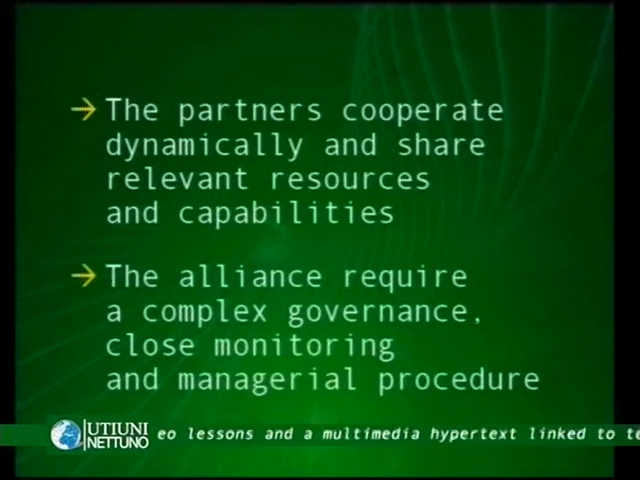 → The partners cooperate
dynamically and share
relevant resources
and capabilities
→ The alliance require
a complex governance,
close monitoring
and managerial procedure
UTIUNI
NETTUNO
eo lessons and a multimedia hypertext linked to te